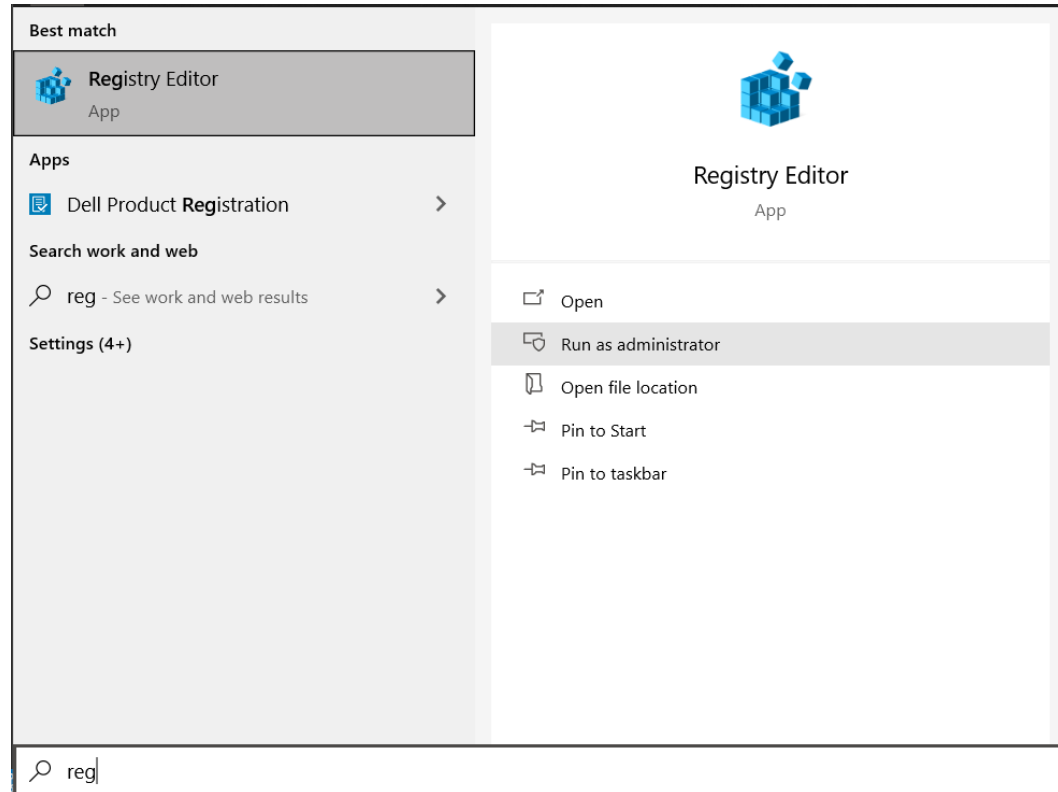 Best match
Registry Editor
App
Apps
Dell Product Registration
Search work and web
reg - See work and web results
Settings (4+)
Registry Editor
App
Open
Run as administrator
Open file location
Pin to Start
Pin to taskbar
reg